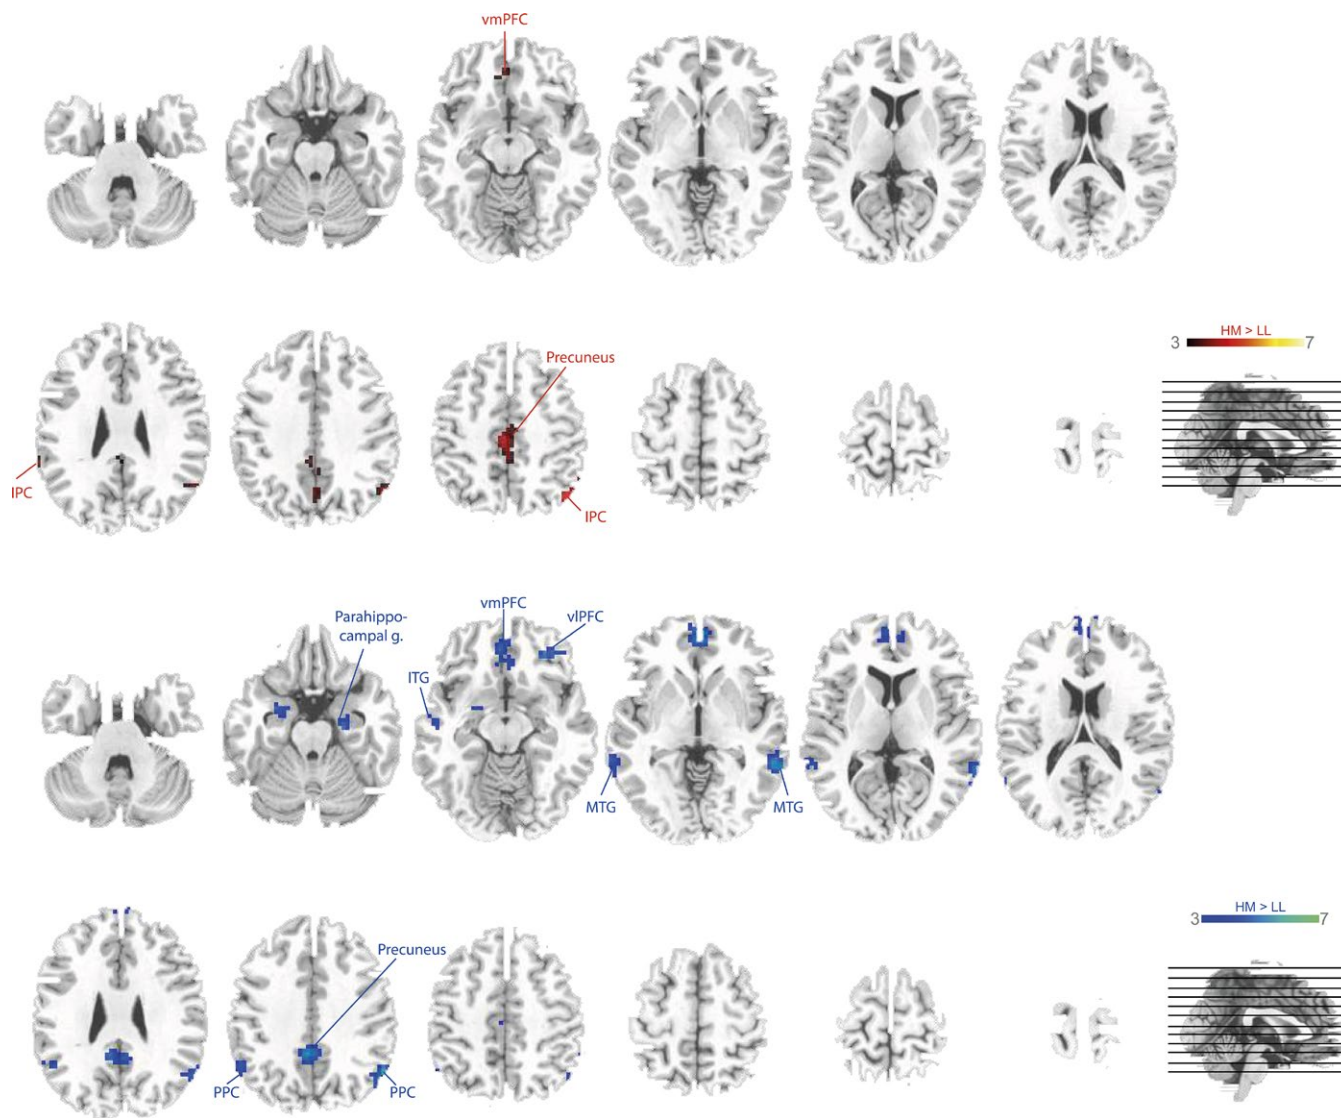 vmPFC
HM > LL
3 7
Precuneus
IPC
IPC
vmPFC
vlPFC
Parahippo-
campal g.
ITG
MTG
MTG
HM > LL
3 7
Precuneus
PPC
PPC